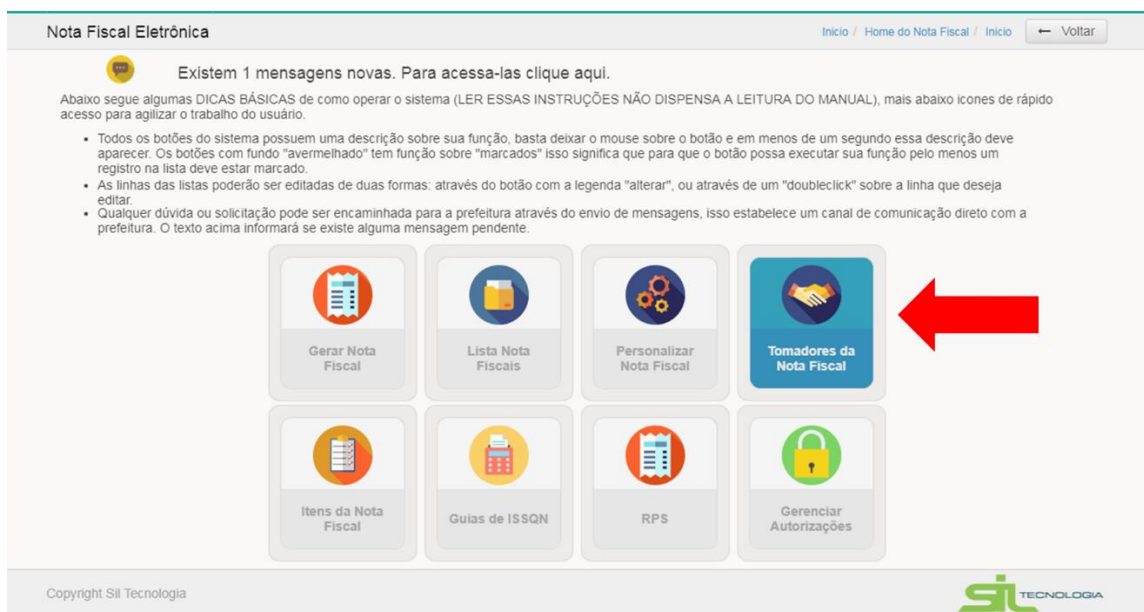 Nota Fiscal Eletrônica
Inicio / Home do Nota Fiscal / Inicio
← Voltar
Existem 1 mensagens novas. Para acessa-las clique aqui.
Abaixo segue algumas DICAS BÁSICAS de como operar o sistema (LER ESSAS INSTRUÇÕES NÃO DISPENSA A LEITURA DO MANUAL), mais abaixo icones de rápido
acesso para agilizar o trabalho do usuário.
• Todos os botões do sistema possuem uma descrição sobre sua função, basta deixar o mouse sobre o botão e em menos de um segundo essa descrição deve
aparecer. Os botões com fundo "avermelhado" tem função sobre "marcados" isso significa que para que o botão possa executar sua função pelo menos um
registro na lista deve estar marcado.
• As linhas das listas poderão ser editadas de duas formas: através do botão com a legenda "alterar", ou através de um "doubleclick" sobre a linha que deseja
editar.
• Qualquer dúvida ou solicitação pode ser encaminhada para a prefeitura através do envio de mensagens, isso estabelece um canal de comunicação direto com a
prefeitura. O texto acima informará se existe alguma mensagem pendente.
Gerar Nota
Fiscal
Lista Nota
Fiscais
Personalizar
Nota Fiscal
Tomadores da
Nota Fiscal
Itens da Nota
Fiscal
Guias de ISSQN
RPS
Gerenciar
Autorizações
Copyright Sil Tecnologia
Sil TECNOLOGIA